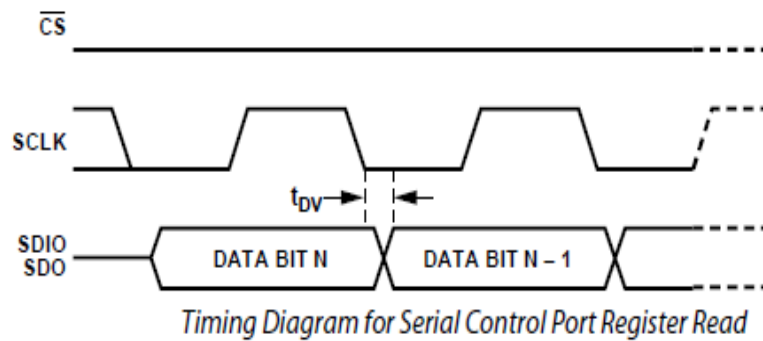 CS
SCLK
tDV
SDIO
SDO
DATA BIT N
DATA BIT N – 1
Timing Diagram for Serial Control Port Register Read